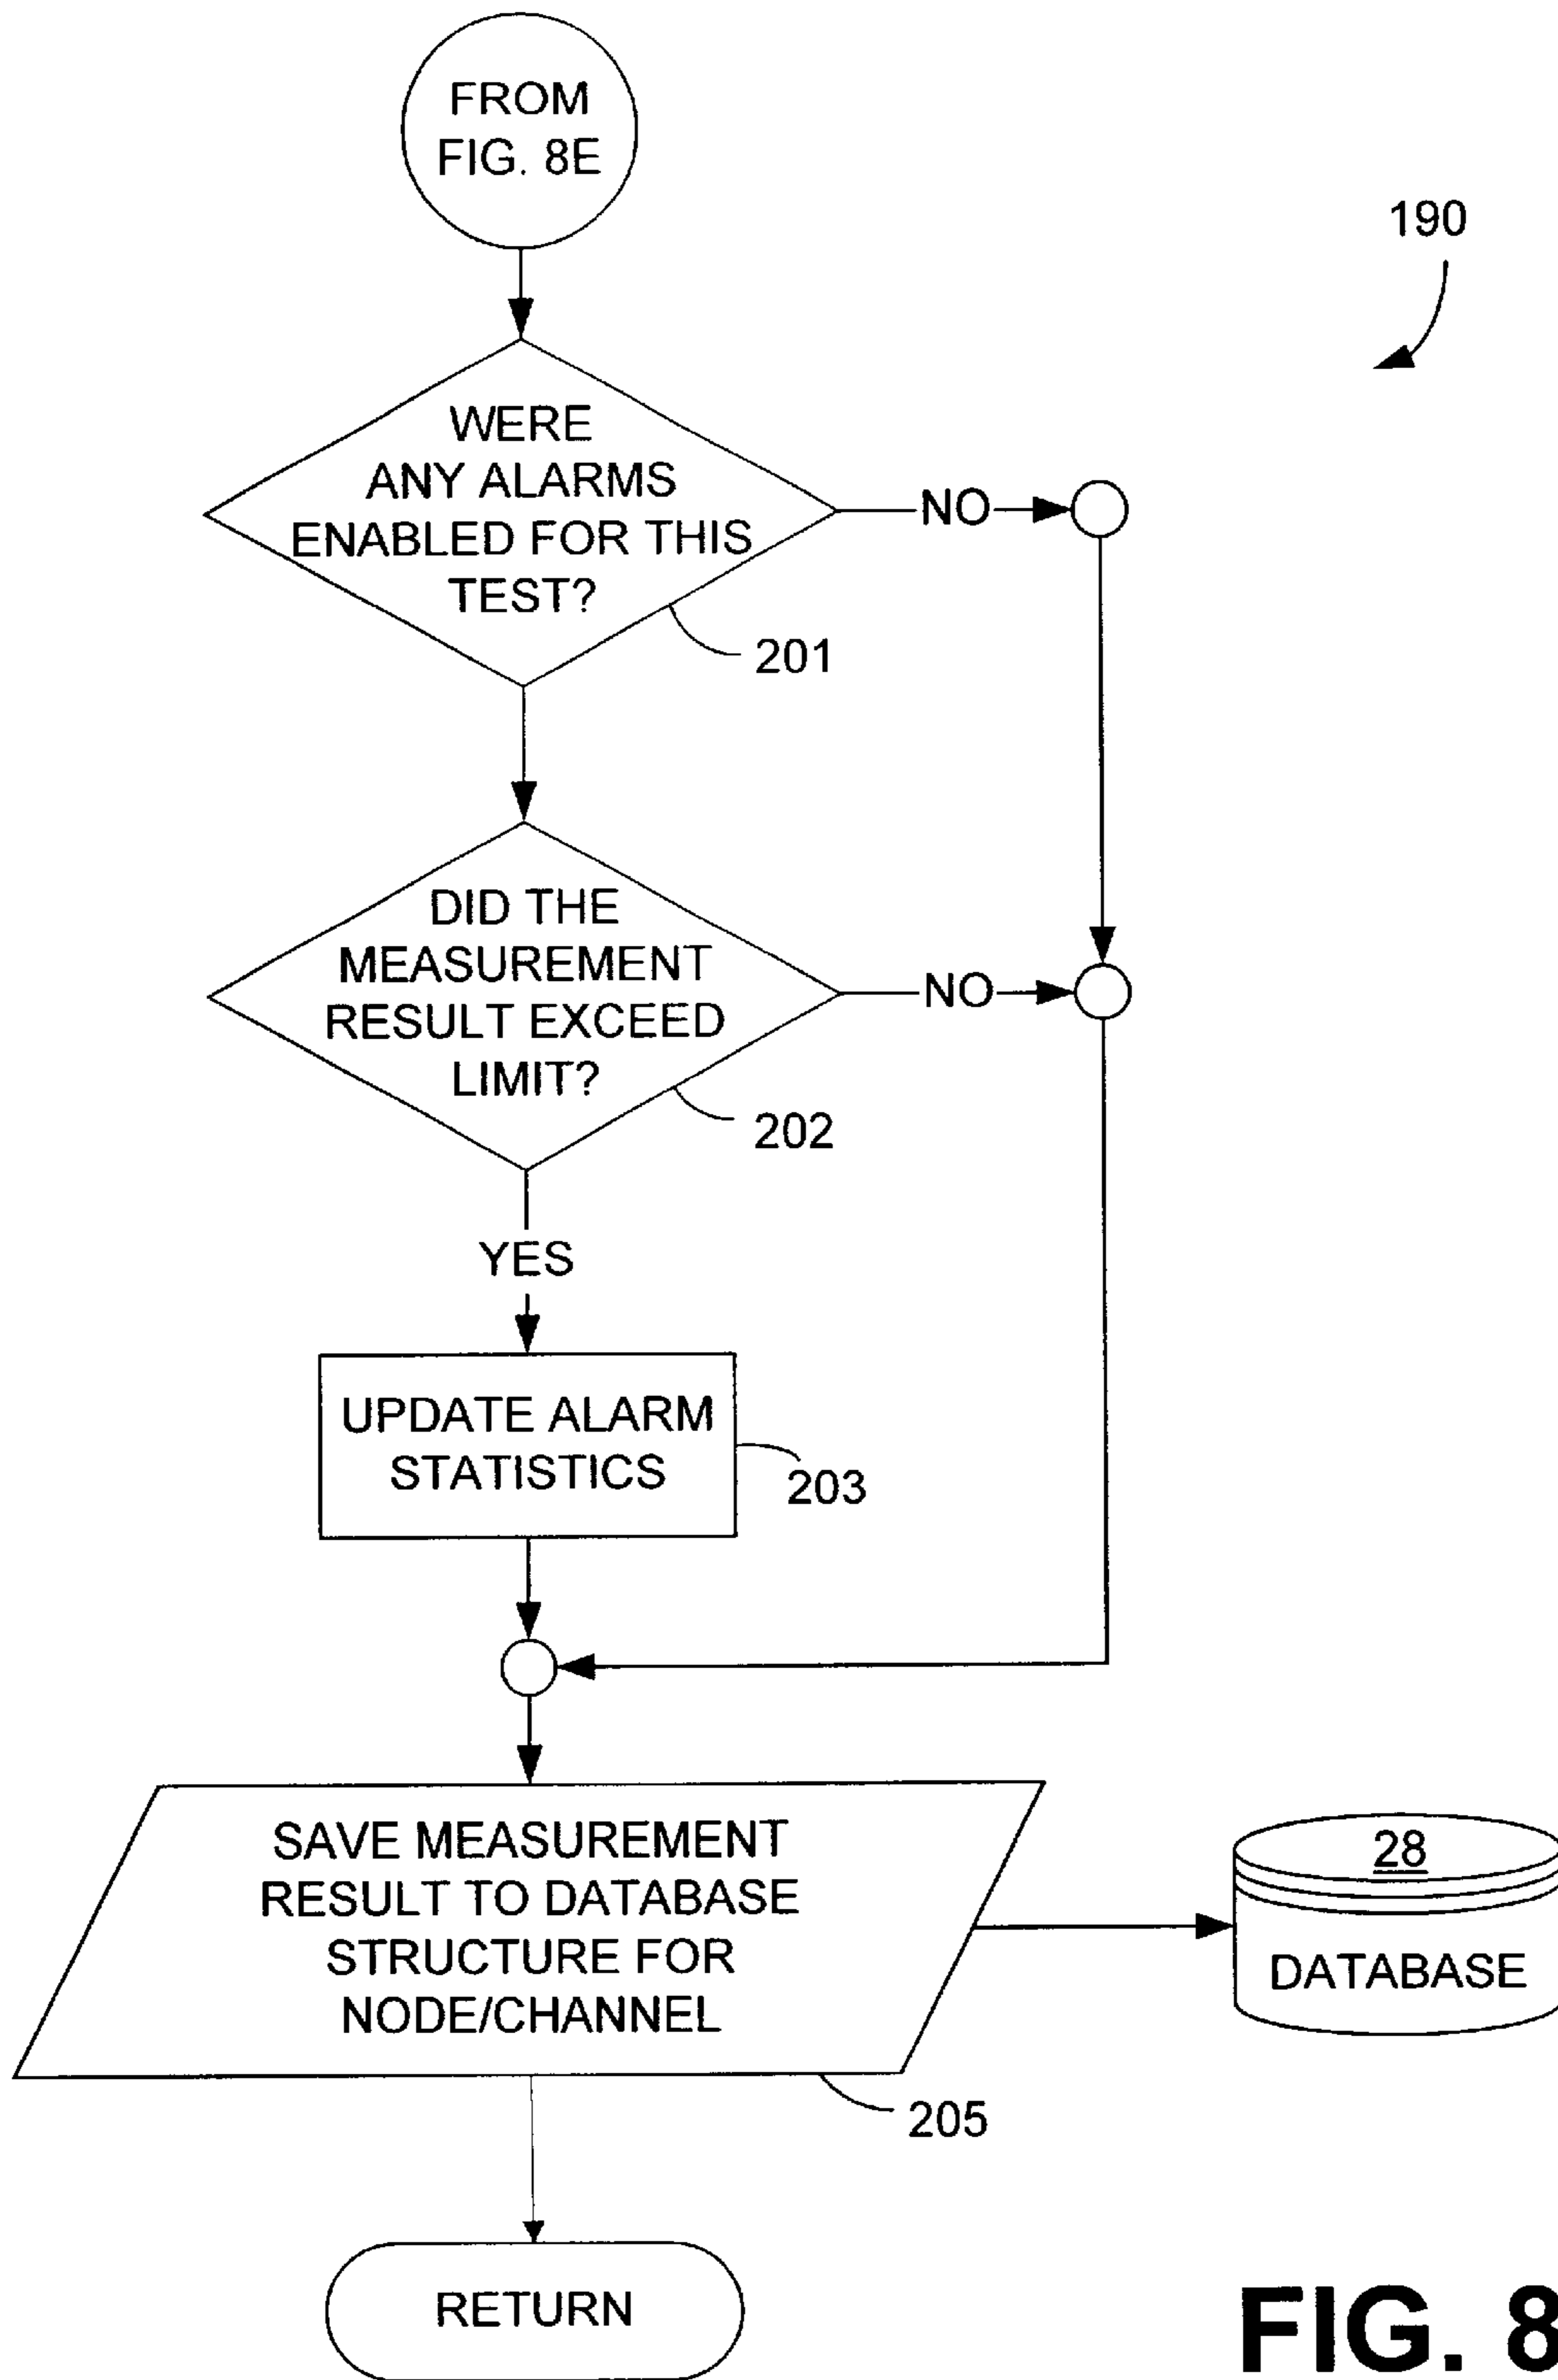 FROM
FIG. 8E
190
WERE
ANY ALARMS
ENABLED FOR THIS
TEST?
NO
201
DID THE
MEASUREMENT
RESULT EXCEED
LIMIT?
NO
202
YES
UPDATE ALARM
STATISTICS
203
SAVE MEASUREMENT
RESULT TO DATABASE
STRUCTURE FOR
NODE/CHANNEL
28
DATABASE
205
RETURN
FIG. 8